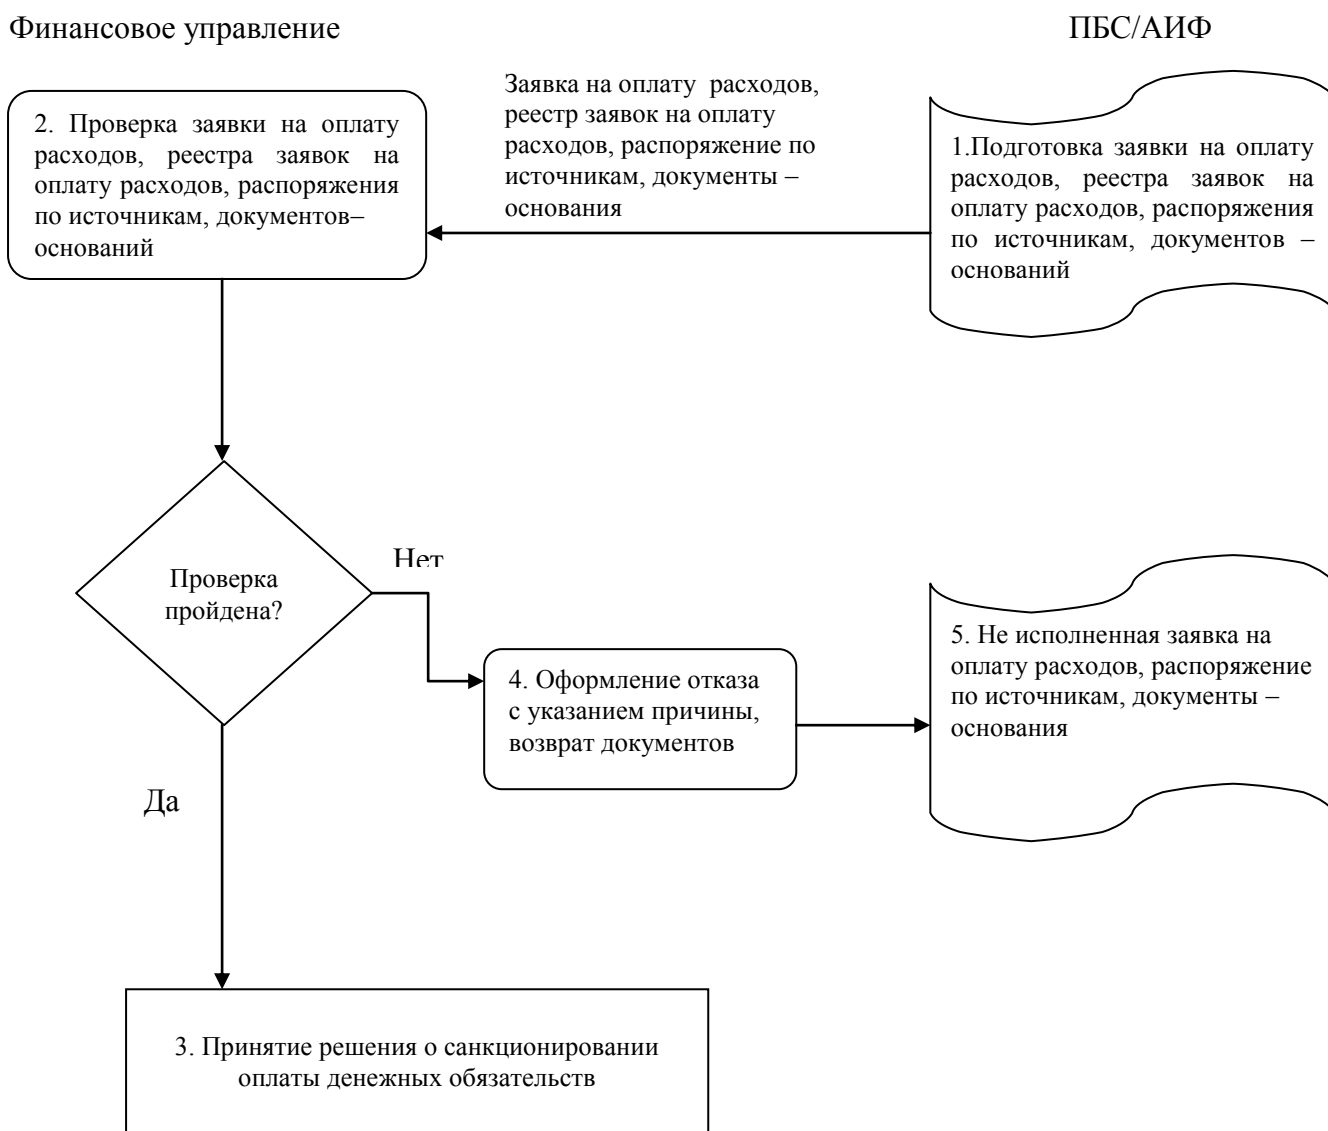 Финансовое управление
ПБС/АИФ
Заявка на оплату расходов,
реестр заявок на оплату
расходов, распоряжение по
источникам, документы –
основания
2. Проверка заявки на оплату
расходов, реестра заявок на
оплату расходов, распоряжения
по источникам, документов–
оснований
1.Подготовка заявки на оплату
расходов, реестра заявок на
оплату расходов, распоряжения
по источникам, документов –
оснований
Нет
Проверка
пройдена?
5. Не исполненная заявка на
оплату расходов, распоряжение
по источникам, документы –
основания
4. Оформление отказа
с указанием причины,
возврат документов
Да
3. Принятие решения о санкционировании
оплаты денежных обязательств